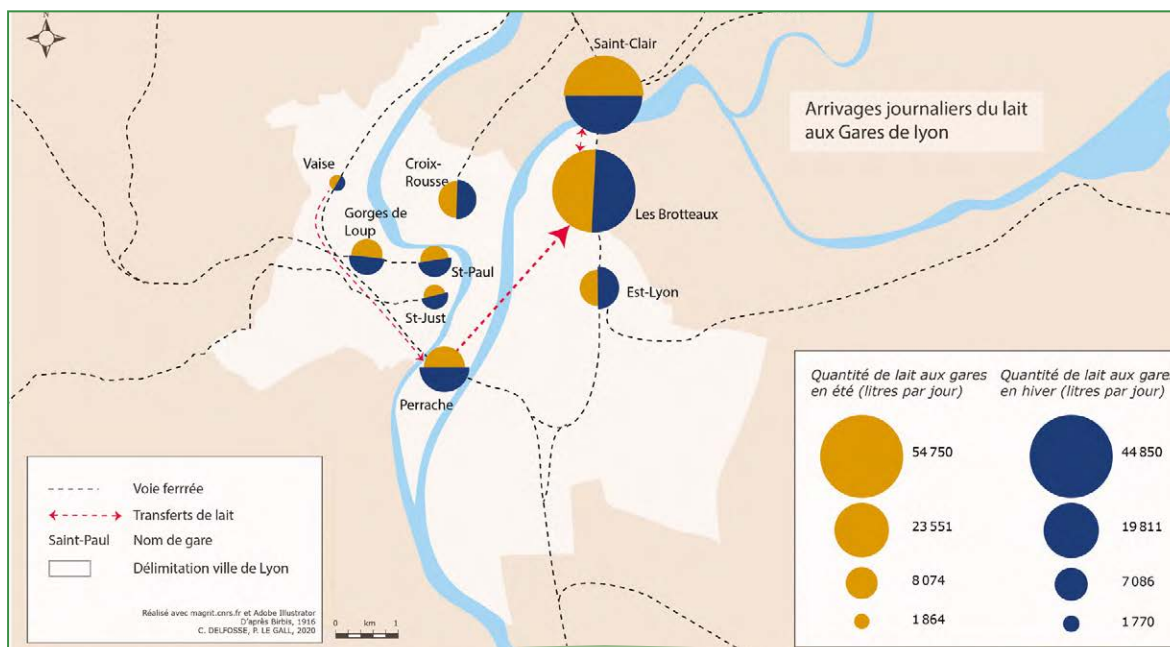 Saint-Clair
Arrivages journaliers du lait
aux Gares de lyon
Vaise
Croix-
Rousse
Les Brotteaux
Gorges de
Loup
St-Paul
Est-Lyon
St-Just
Perrache
Voie ferrrée
Transferts de lait
Saint-Paul
Nom de gare
Délimitation ville de Lyon
Réalisé avec magrit.cnrs.fr et Adobe Illustrator
D'après Birbis, 1916
C. DELFOSSE, P. LE GALL, 2020
0
km
1
Quantité de lait aux gares
en été (litres par jour)
54 750
23 551
8 074
1 864
Quantité de lait aux gares
en hiver (litres par jour)
44 850
19 811
7 086
1 770